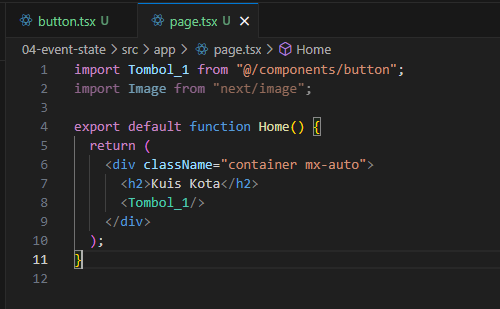 button.tsx U
page.tsx U
04-event-state > src > app > page.tsx > Home
1 import Tombol_1 from "@/components/button";
2 import Image from "next/image";
3
4 export default function Home() {
5   return (
6     <div className="container mx-auto">
7       <h2>Kuis Kota</h2>
8       <Tombol_1/>
9     </div>
10   );
11 }
12